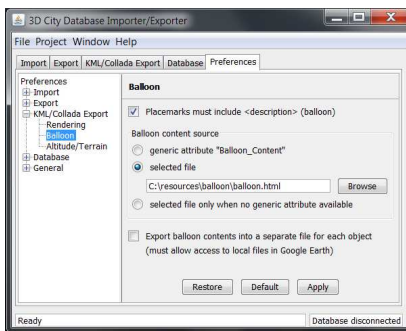 3D City Database Importer/Exporter
File Project Window Help
Import Export KML/Collada Export Database Preferences
Preferences
Import
Export
KML/Collada Export
Rendering
Balloon
Altitude/Terrain
Database
General
Balloon
Placemarks must include <description> (balloon)
Balloon content source
generic attribute "Balloon_Content"
selected file
C:\resources\balloon\balloon.html Browse
selected file only when no generic attribute available
Export balloon contents into a separate file for each object
(must allow access to local files in Google Earth)
Restore Default Apply
Ready Database disconnected